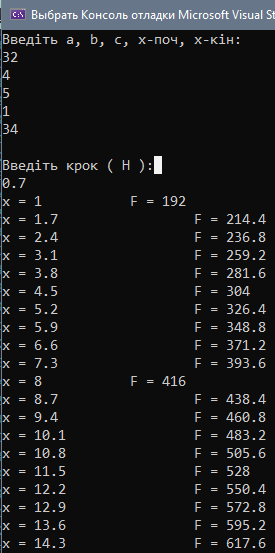 Выбрать Консоль отладки Microsoft Visual St
Введіть a, b, c, x-поч, x-кін:
32
4
5
1
34
Введіть крок ( H ):
0.7
x = 1 F = 192
x = 1.7 F = 214.4
x = 2.4 F = 236.8
x = 3.1 F = 259.2
x = 3.8 F = 281.6
x = 4.5 F = 304
x = 5.2 F = 326.4
x = 5.9 F = 348.8
x = 6.6 F = 371.2
x = 7.3 F = 393.6
x = 8 F = 416
x = 8.7 F = 438.4
x = 9.4 F = 460.8
x = 10.1 F = 483.2
x = 10.8 F = 505.6
x = 11.5 F = 528
x = 12.2 F = 550.4
x = 12.9 F = 572.8
x = 13.6 F = 595.2
x = 14.3 F = 617.6